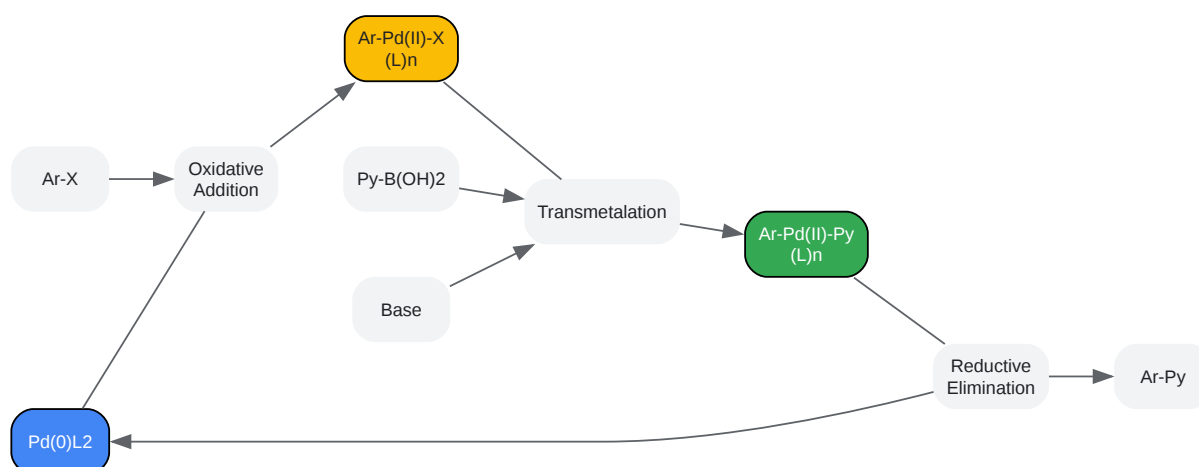 Ar-Pd(II)-X
(L)n
Ar-X
Oxidative
Addition
Py-B(OH)2
Transmetalation
Ar-Pd(II)-Py
(L)n
Base
Reductive
Elimination
Ar-Py
Pd(0)L2